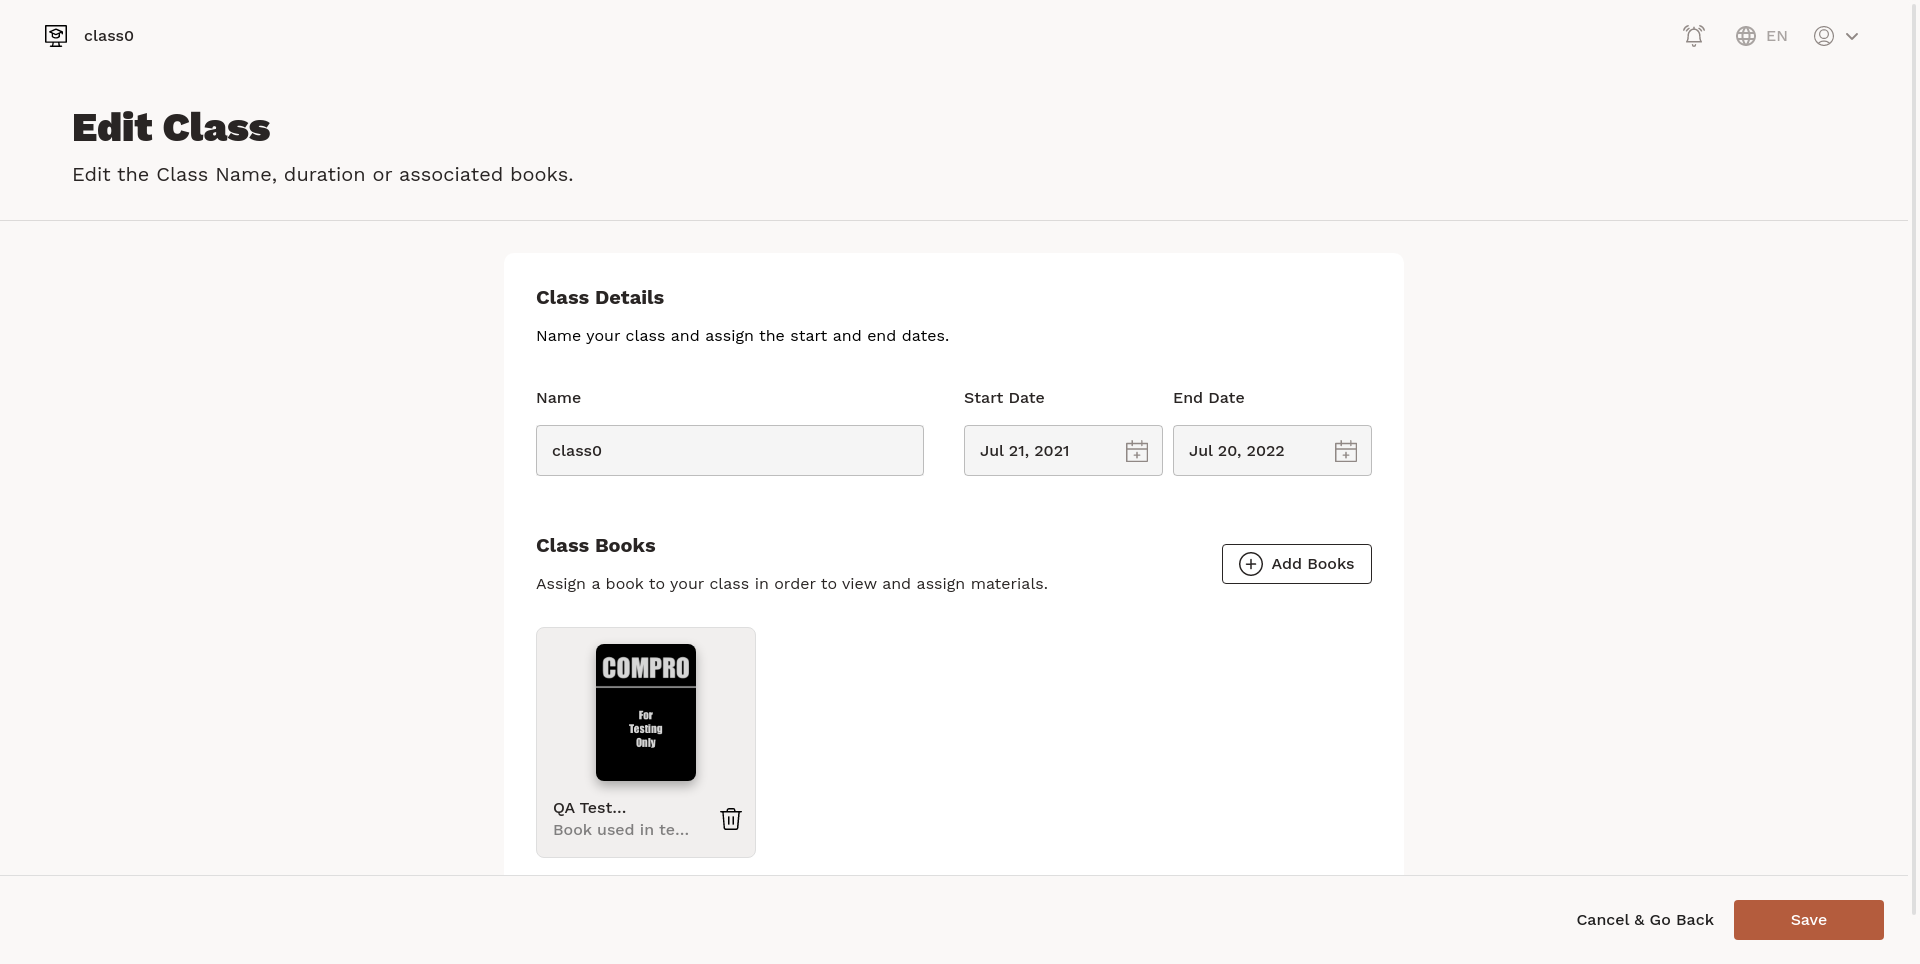 class0
EN
Edit Class
Edit the Class Name, duration or associated books.
Class Details
Name your class and assign the start and end dates.
Name
Start Date
End Date
class0
Jul 21, 2021
Jul 20, 2022
Class Books
Add Books
Assign a book to your class in order to view and assign materials.
COMPRO
For
Testing
Only
QA Test...
Book used in te...
Cancel & Go Back
Save